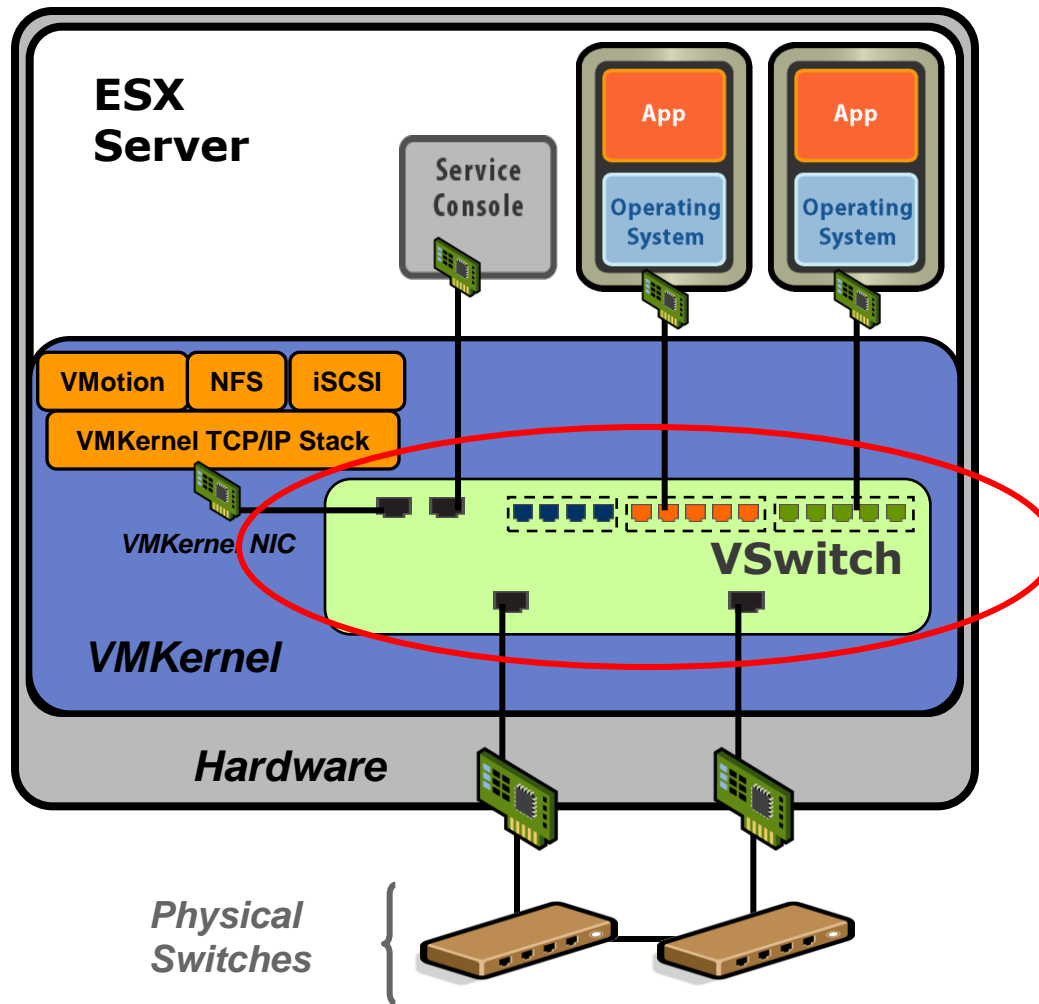 ESX
Server
App
App
Service
Console
Operating
System
Operating
System
VMotion
NFS
iSCSI
VMKernel TCP/IP Stack
VMKernel NIC
VSwitch
VMKernel
Hardware
Physical
Switches